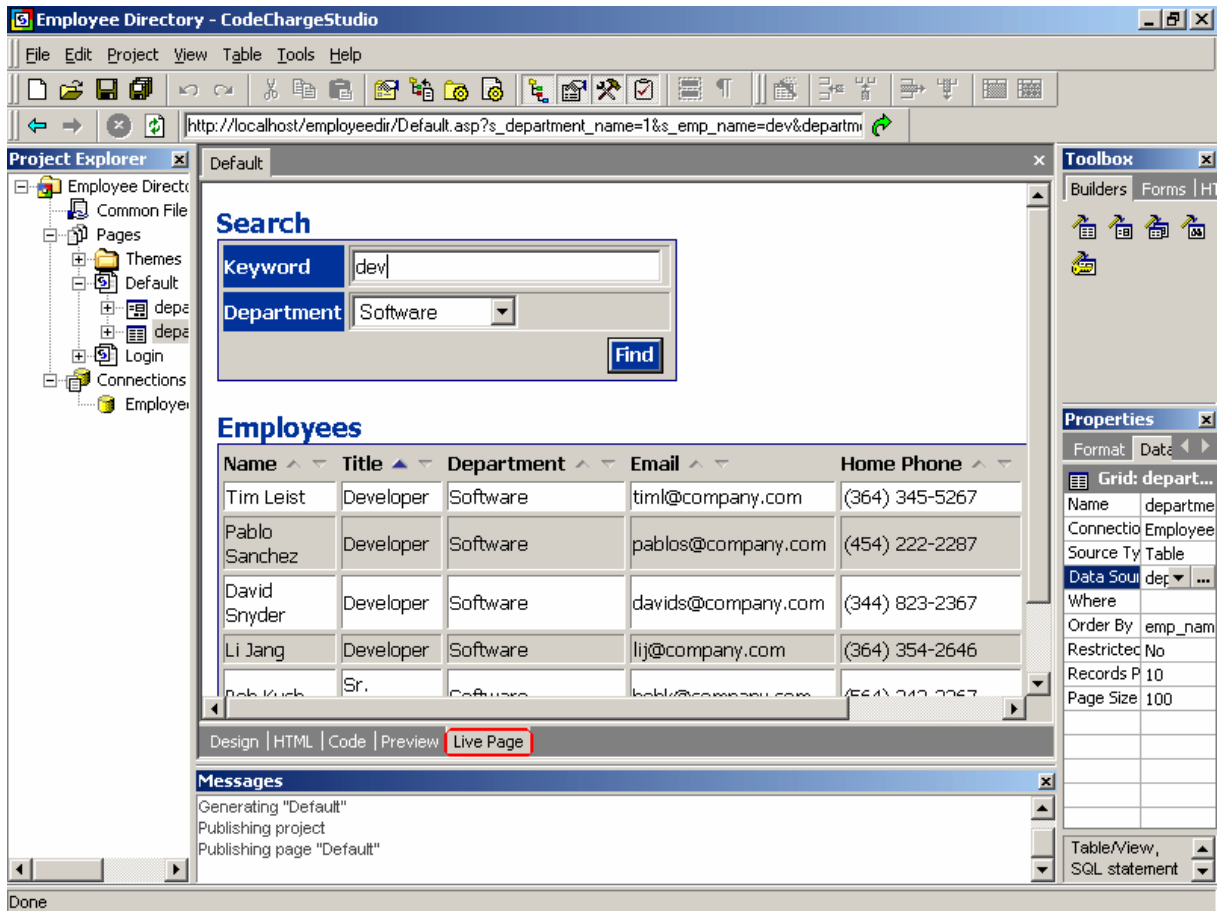 Employee Directory - CodeChargeStudio
File Edit Project View Table Tools Help
http://localhost/employeedir/Default.asp?s_department_name=1&s_emp_name=dev&departm
Project Explorer
Employee Directo
Common File
Pages
Themes
Default
depa
depa
Login
Connections
Employe
Default
Search
Keyword dev
Department Software
Find
Employees
Name Title Department Email Home Phone
Tim Leist Developer Software timl@company.com (364) 345-5267
Pablo Sanchez Developer Software pablos@company.com (454) 222-2287
David Snyder Developer Software davids@company.com (344) 823-2367
Li Jang Developer Software lij@company.com (364) 354-2646
Sr.
Design HTML Code Preview Live Page
Messages
Generating "Default"
Publishing project
Publishing page "Default"
Toolbox
Builders Forms HT
Properties
Format Data
Grid: depart...
Name departme
Connectio Employee
Source Ty Table
Data Sour dep ...
Where
Order By emp_nam
Restricted No
Records P 10
Page Size 100
Table/View,
SQL statement
Done